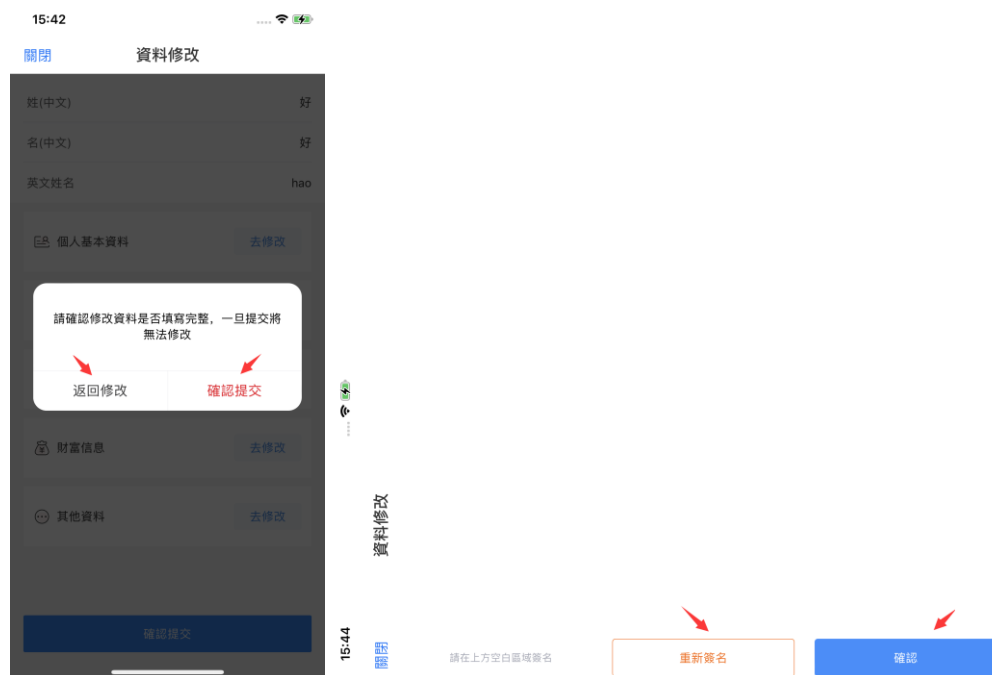 15:42
關閉
資料修改
姓(中文)
好
名(中文)
好
英文姓名
hao
個人基本資料
去修改
請確認修改資料是否填寫完整，一旦提交將
無法修改
返回修改
確認提交
財富信息
去修改
其他資料
去修改
確認提交
15:44
關閉
資料修改
請在上方空白區域簽名
重新簽名
確認